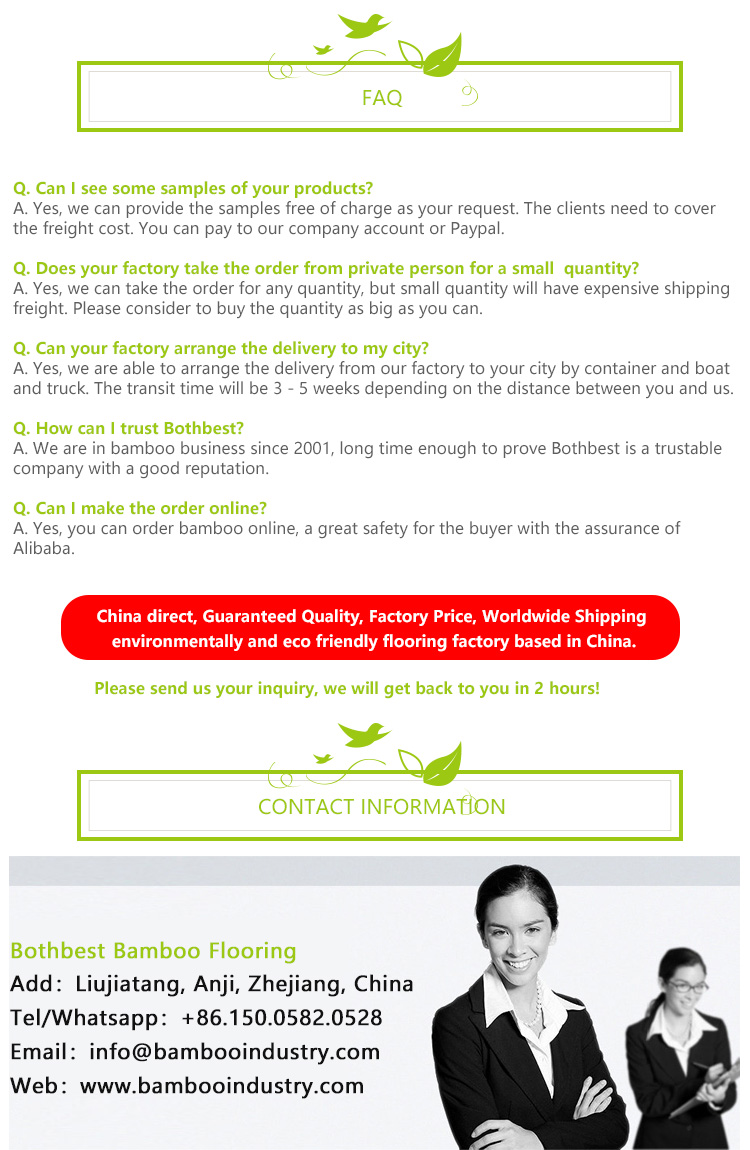 FAQ
Q. Can I see some samples of your products?
A. Yes, we can provide the samples free of charge as your request. The clients need to cover
the freight cost. You can pay to our company account or Paypal.
Q. Does your factory take the order from private person for a small  quantity?
A. Yes, we can take the order for any quantity, but small quantity will have expensive shipping
freight. Please consider to buy the quantity as big as you can.
Q. Can your factory arrange the delivery to my city?
A. Yes, we are able to arrange the delivery from our factory to your city by container and boat
and truck. The transit time will be 3 - 5 weeks depending on the distance between you and us.
Q. How can I trust Bothbest?
A. We are in bamboo business since 2001, long time enough to prove Bothbest is a trustable
company with a good reputation.
Q. Can I make the order online?
A. Yes, you can order bamboo online, a great safety for the buyer with the assurance of
Alibaba.
China direct, Guaranteed Quality, Factory Price, Worldwide Shipping
environmentally and eco friendly flooring factory based in China.
Please send us your inquiry, we will get back to you in 2 hours!
CONTACT INFORMATION
Bothbest Bamboo Flooring
Add：Liujiatang, Anji, Zhejiang, China
Tel/Whatsapp：+86.150.0582.0528
Email：info@bambooindustry.com
Web：www.bambooindustry.com